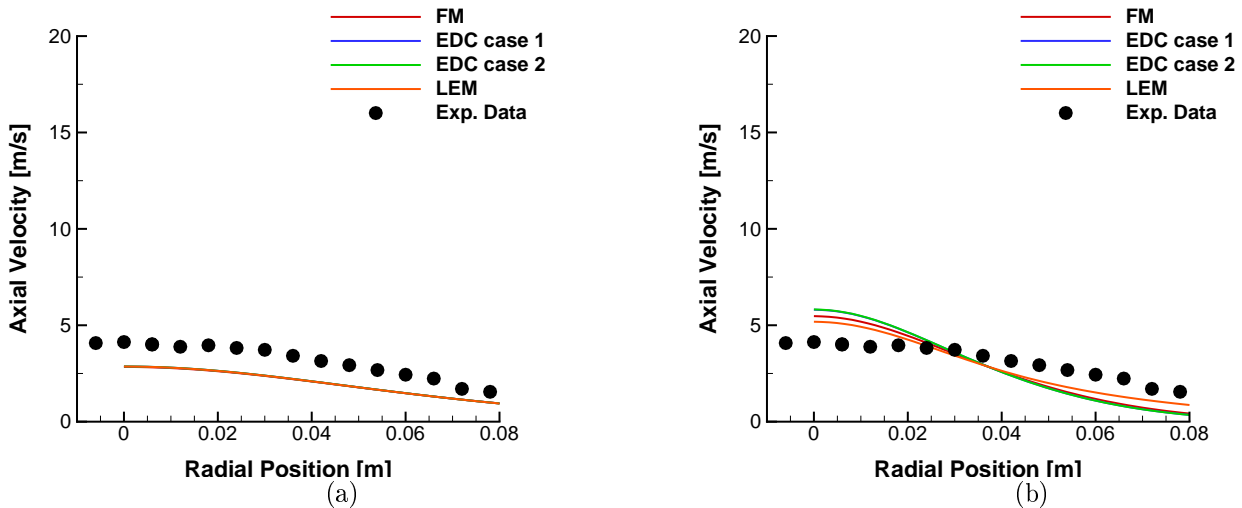 FM
EDC case 1
EDC case 2
LEM
Exp. Data
20
15
10
5
0
Axial Velocity [m/s]
0 0.02 0.04 0.06 0.08
Radial Position [m]
(a)
FM
EDC case 1
EDC case 2
LEM
Exp. Data
20
15
10
5
0
Axial Velocity [m/s]
0 0.02 0.04 0.06 0.08
Radial Position [m]
(b)